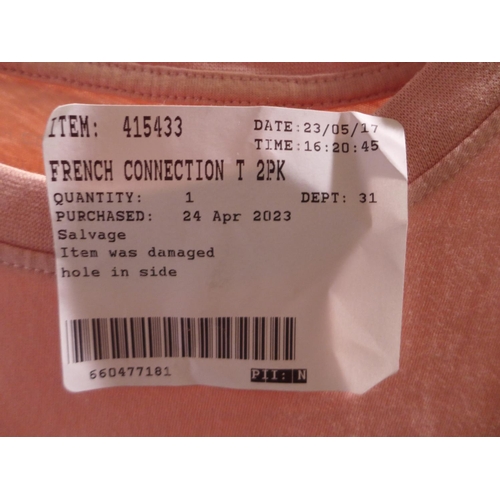 ITEM: 415433 DATE:23/05/17
TIME:16:20:45
FRENCH CONNECTION T 2PK
QUANTITY: 1 DEPT: 31
PURCHASED: 24 Apr 2023
Salvage
Item was damaged
hole in side
660477181 PII: N